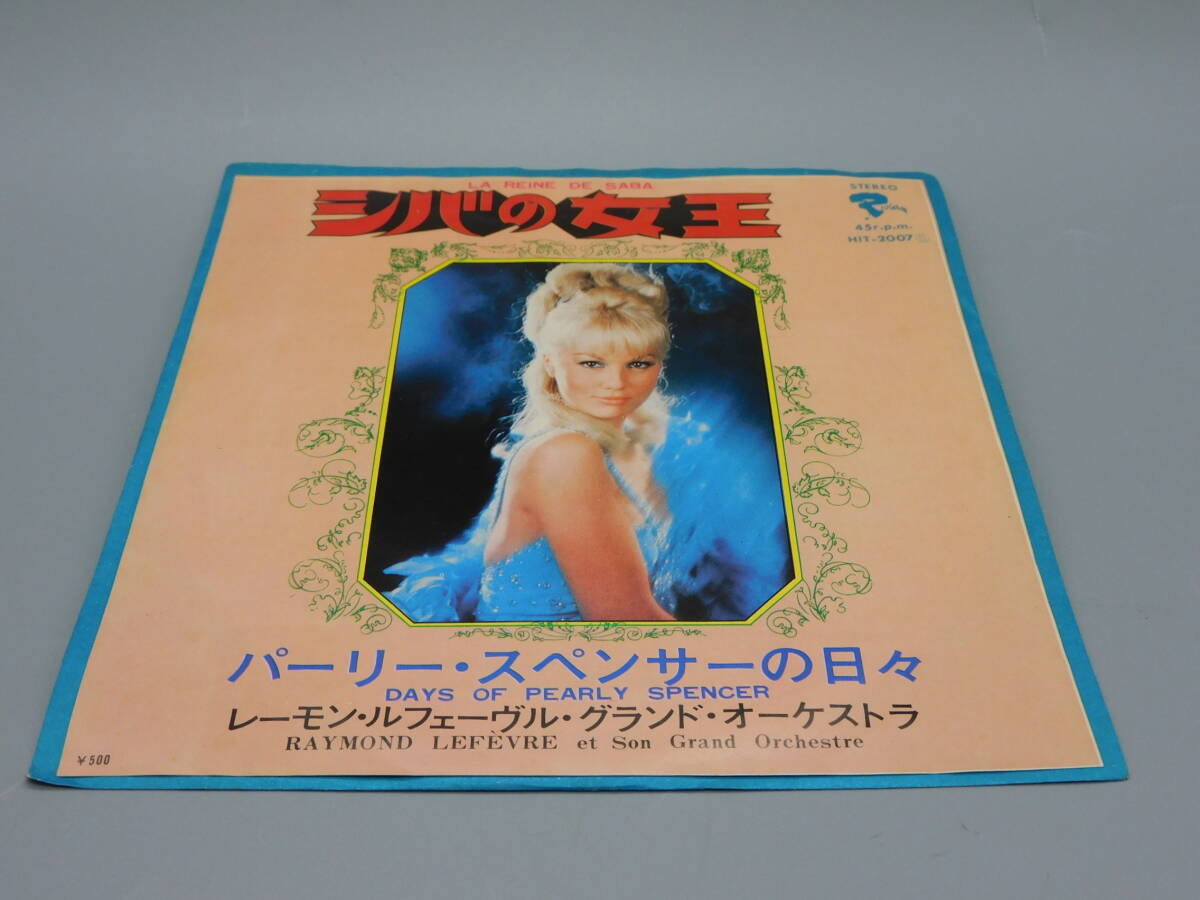 LA REINE DE SABA
シバの女王
STEREO
Riviera
45r.p.m.
HIT-2007
パーリー・スペンサーの日々
DAYS OF PEARLY SPENCER
レーモン・ルフェーヴル・グランド・オーケストラ
RAYMOND LEFÈVRE et Son Grand Orchestre
¥500